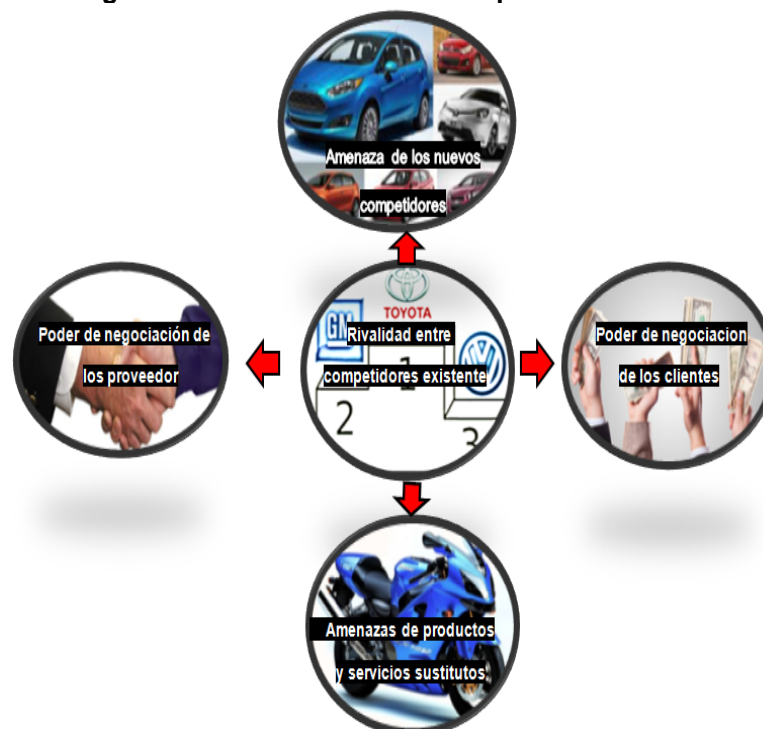 Amenaza de los nuevos
competidores
TOYOTA
GM
Rivalidad entre
competidores existente
1
2
3
Poder de negociación de
los proveedor
Poder de negociacion
de los clientes
Amenazas de productos
y servicios sustitutos